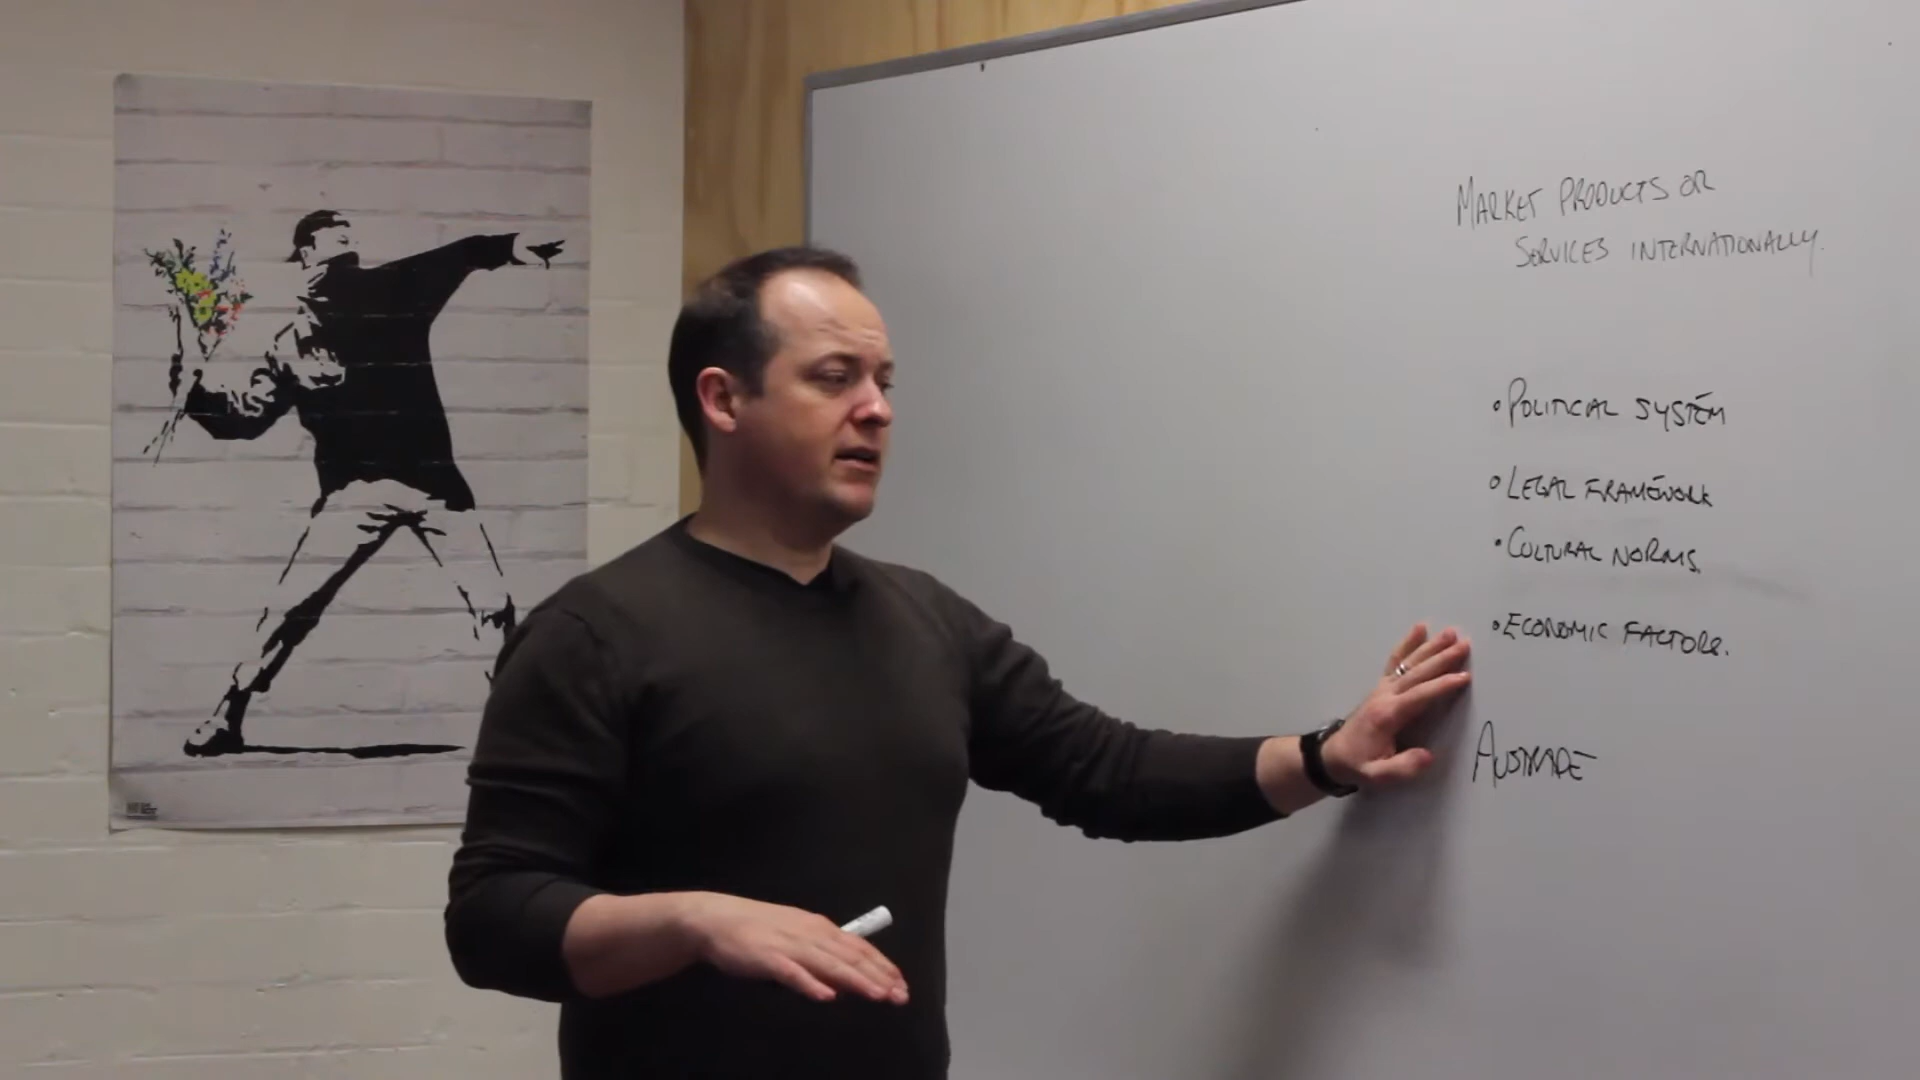 MARKET PRODUCTS OR
SERVICES INTERNATIONALLY.
• POLITICAL SYSTEM
• LEGAL FRAMEWORK
• CULTURAL NORMS.
• ECONOMIC FACTORS.
AUSTRADE